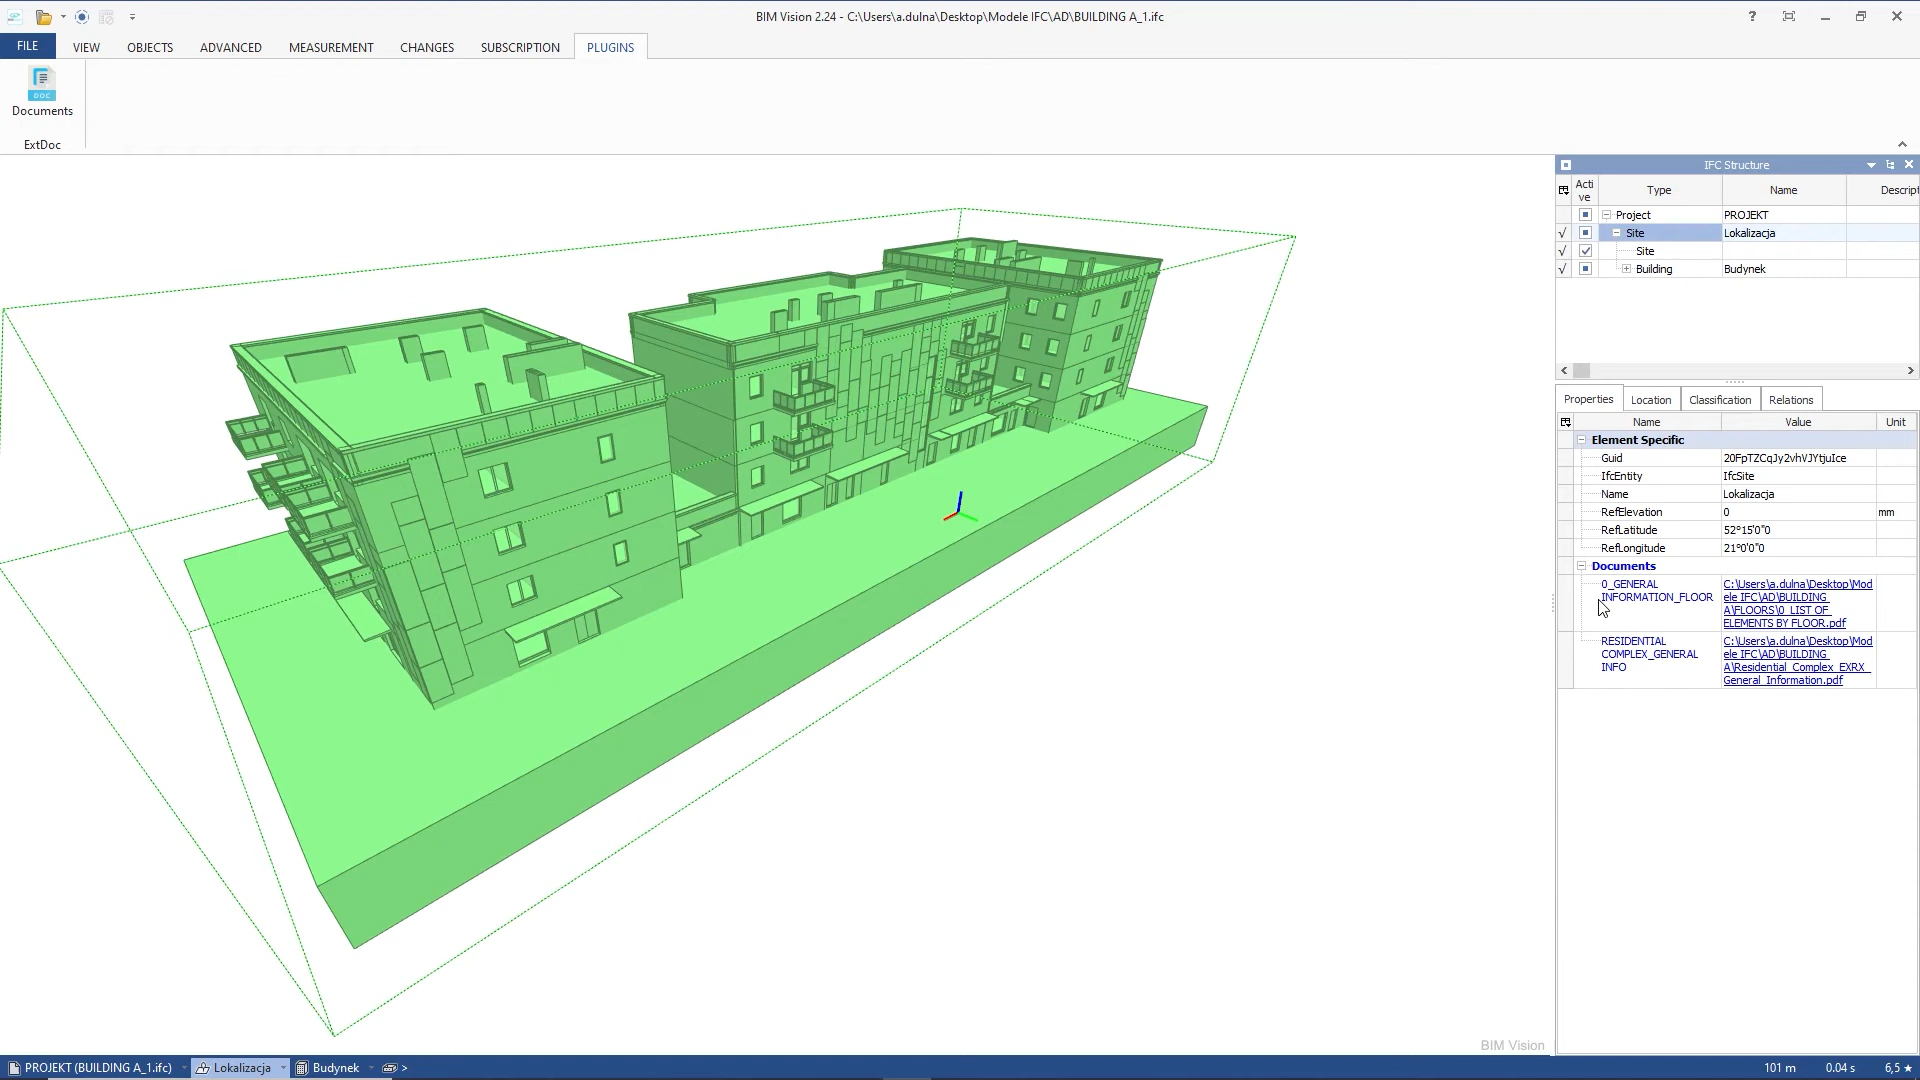 BIM Vision 2.24 - C:\Users\a.dulna\Desktop\Modele IFC\AD\BUILDING A_1.ifc
FILE VIEW OBJECTS ADVANCED MEASUREMENT CHANGES SUBSCRIPTION PLUGINS
DOC
Documents
ExtDoc
IFC Structure
Acti
ve
Type Name Descript
Project PROJEKT
Site Lokalizacja
Site
Building Budynek
Properties Location Classification Relations
Name Value Unit
Element Specific
Guid 20FpTZCqJy2vhVJYtjuIce
IfcEntity IfcSite
Name Lokalizacja
RefElevation 0 mm
RefLatitude 52°15'0"0
RefLongitude 21°0'0"0
Documents
0_GENERAL
INFORMATION_FLOOR
C:\Users\a.dulna\Desktop\Mod
ele IFC\AD\BUILDING
A\FLOORS\0_LIST OF
ELEMENTS BY FLOOR.pdf
RESIDENTIAL
COMPLEX_GENERAL
INFO
C:\Users\a.dulna\Desktop\Mod
ele IFC\AD\BUILDING
A\Residential_Complex_EXRX_
General_Information.pdf
BIM Vision
PROJEKT (BUILDING A_1.ifc) Lokalizacja Budynek >
101 m 0.04 s 6,5 ★